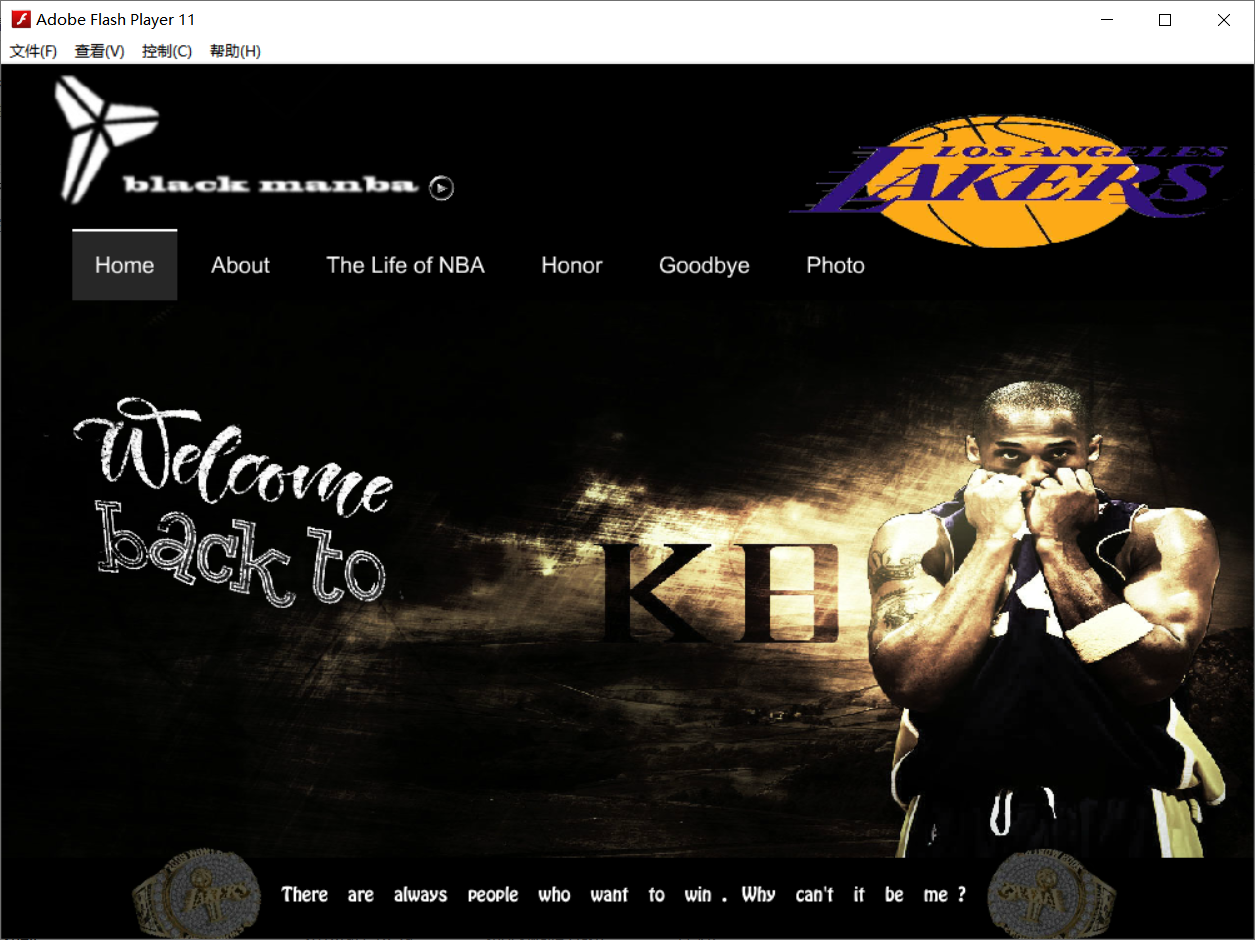 Adobe Flash Player 11
文件(F) 查看(V) 控制(C) 帮助(H)
black manba
LOS ANGELES
LAKERS
Home About The Life of NBA Honor Goodbye Photo
Welcome
back to
There are always people who want to win . Why can't it be me ?